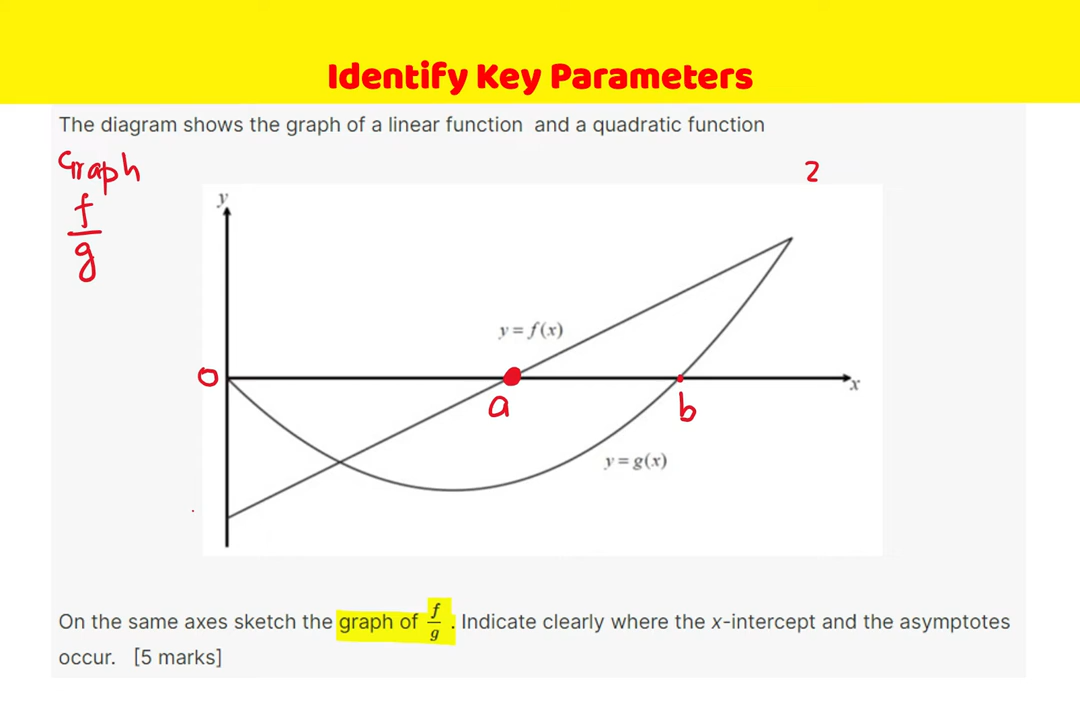 Identify Key Parameters
The diagram shows the graph of a linear function and a quadratic function
Graph
f
g
2
y
y = f(x)
0
a
b
x
y = g(x)
On the same axes sketch the graph of f/g . Indicate clearly where the x-intercept and the asymptotes
occur. [5 marks]